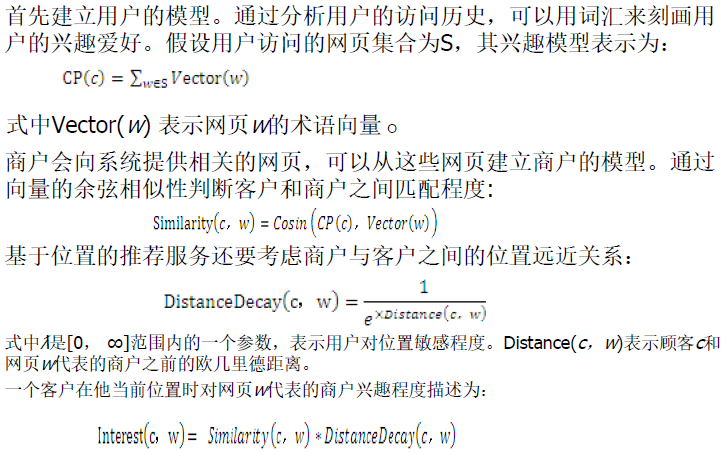 首先建立用户的模型。通过分析用户的访问历史，可以用词汇来刻画用
户的兴趣爱好。假设用户访问的网页集合为S，其兴趣模型表示为：
CP(c) = ∑w∈S Vector(w)
式中Vector(w) 表示网页w的术语向量 。
商户会向系统提供相关的网页，可以从这些网页建立商户的模型。通过
向量的余弦相似性判断客户和商户之间匹配程度:
Similarity(c，w) = Cosin(CP(c)，Vector(w))
基于位置的推荐服务还要考虑商户与客户之间的位置远近关系：
DistanceDecay(c，w) = 1 / e^×Distance(c，w)
式中λ是[0， ∞]范围内的一个参数，表示用户对位置敏感程度。Distance(c，w)表示顾客c和
网页w代表的商户之前的欧几里德距离。
一个客户在他当前位置时对网页w代表的商户兴趣程度描述为：
Interest(c，w)= Similarity(c，w)∗DistanceDecay(c，w)